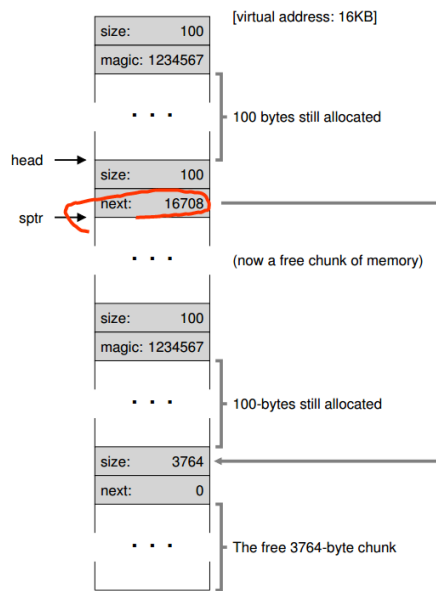 [virtual address: 16KB]
size: 100
magic: 1234567
. . .
100 bytes still allocated
head
size: 100
next: 16708
sptr
. . .
(now a free chunk of memory)
size: 100
magic: 1234567
. . .
100-bytes still allocated
size: 3764
next: 0
. . .
The free 3764-byte chunk